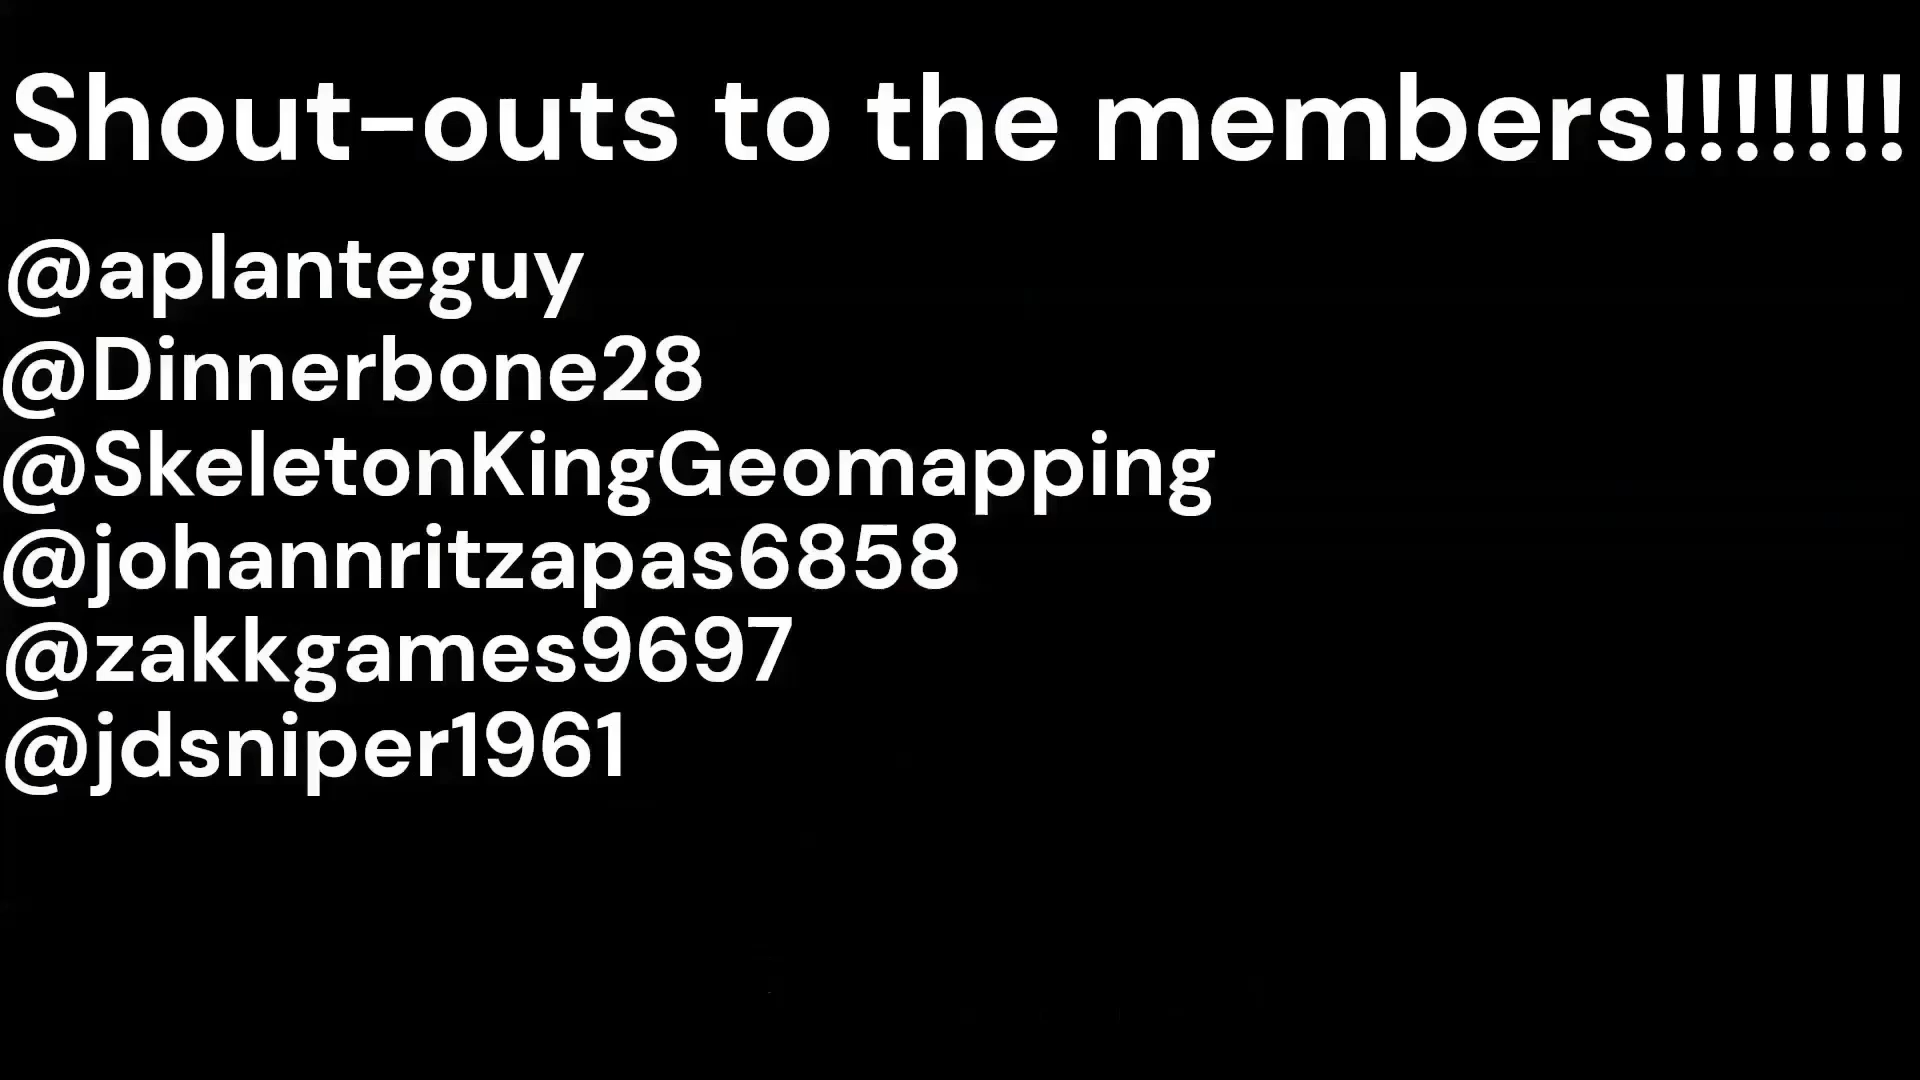 Shout-outs to the members!!!!!!!
@aplanteguy
@Dinnerbone28
@SkeletonKingGeomapping
@johannritzapas6858
@zakkgames9697
@jdsniper1961